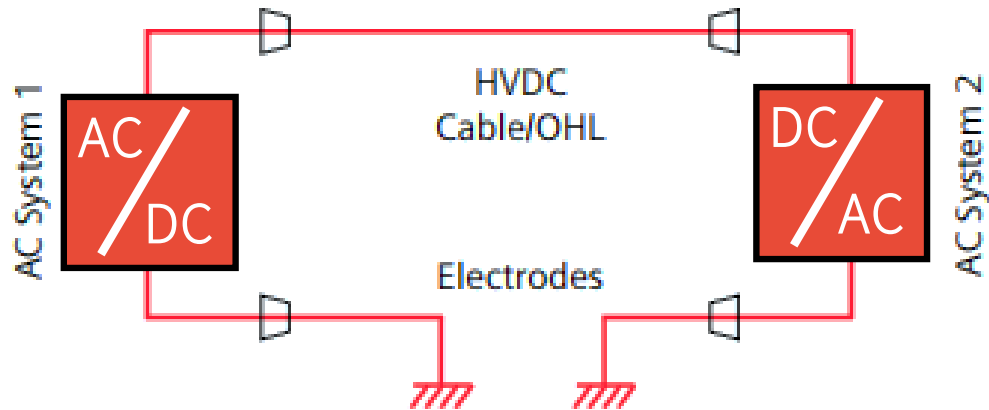 AC System 1
AC
DC
HVDC
Cable/OHL
Electrodes
DC
AC
AC System 2